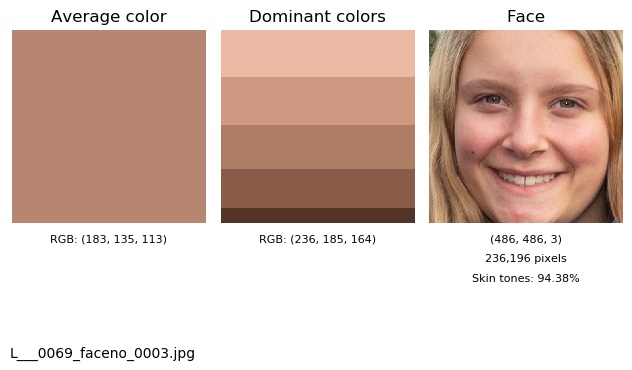 Average color
Dominant colors
Face
RGB: (183, 135, 113)
RGB: (236, 185, 164)
(486, 486, 3)
236,196 pixels
Skin tones: 94.38%
L___0069_faceno_0003.jpg